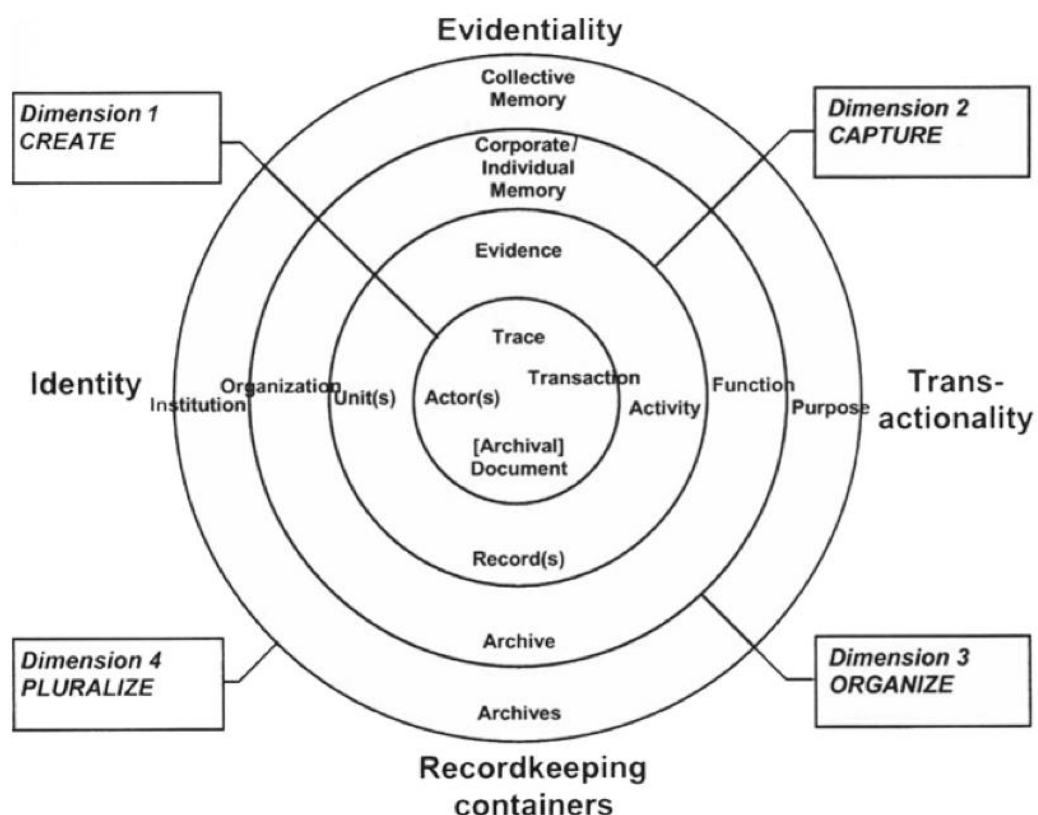 Evidentiality
Collective
Memory
Dimension 1
CREATE
Dimension 2
CAPTURE
Corporate/
Individual
Memory
Evidence
Trace
Identity
Institution
Organization
Unit(s)
Actor(s)
Transaction
Activity
Function
Purpose
Trans-
actionality
[Archival]
Document
Record(s)
Archive
Dimension 4
PLURALIZE
Dimension 3
ORGANIZE
Archives
Recordkeeping
containers